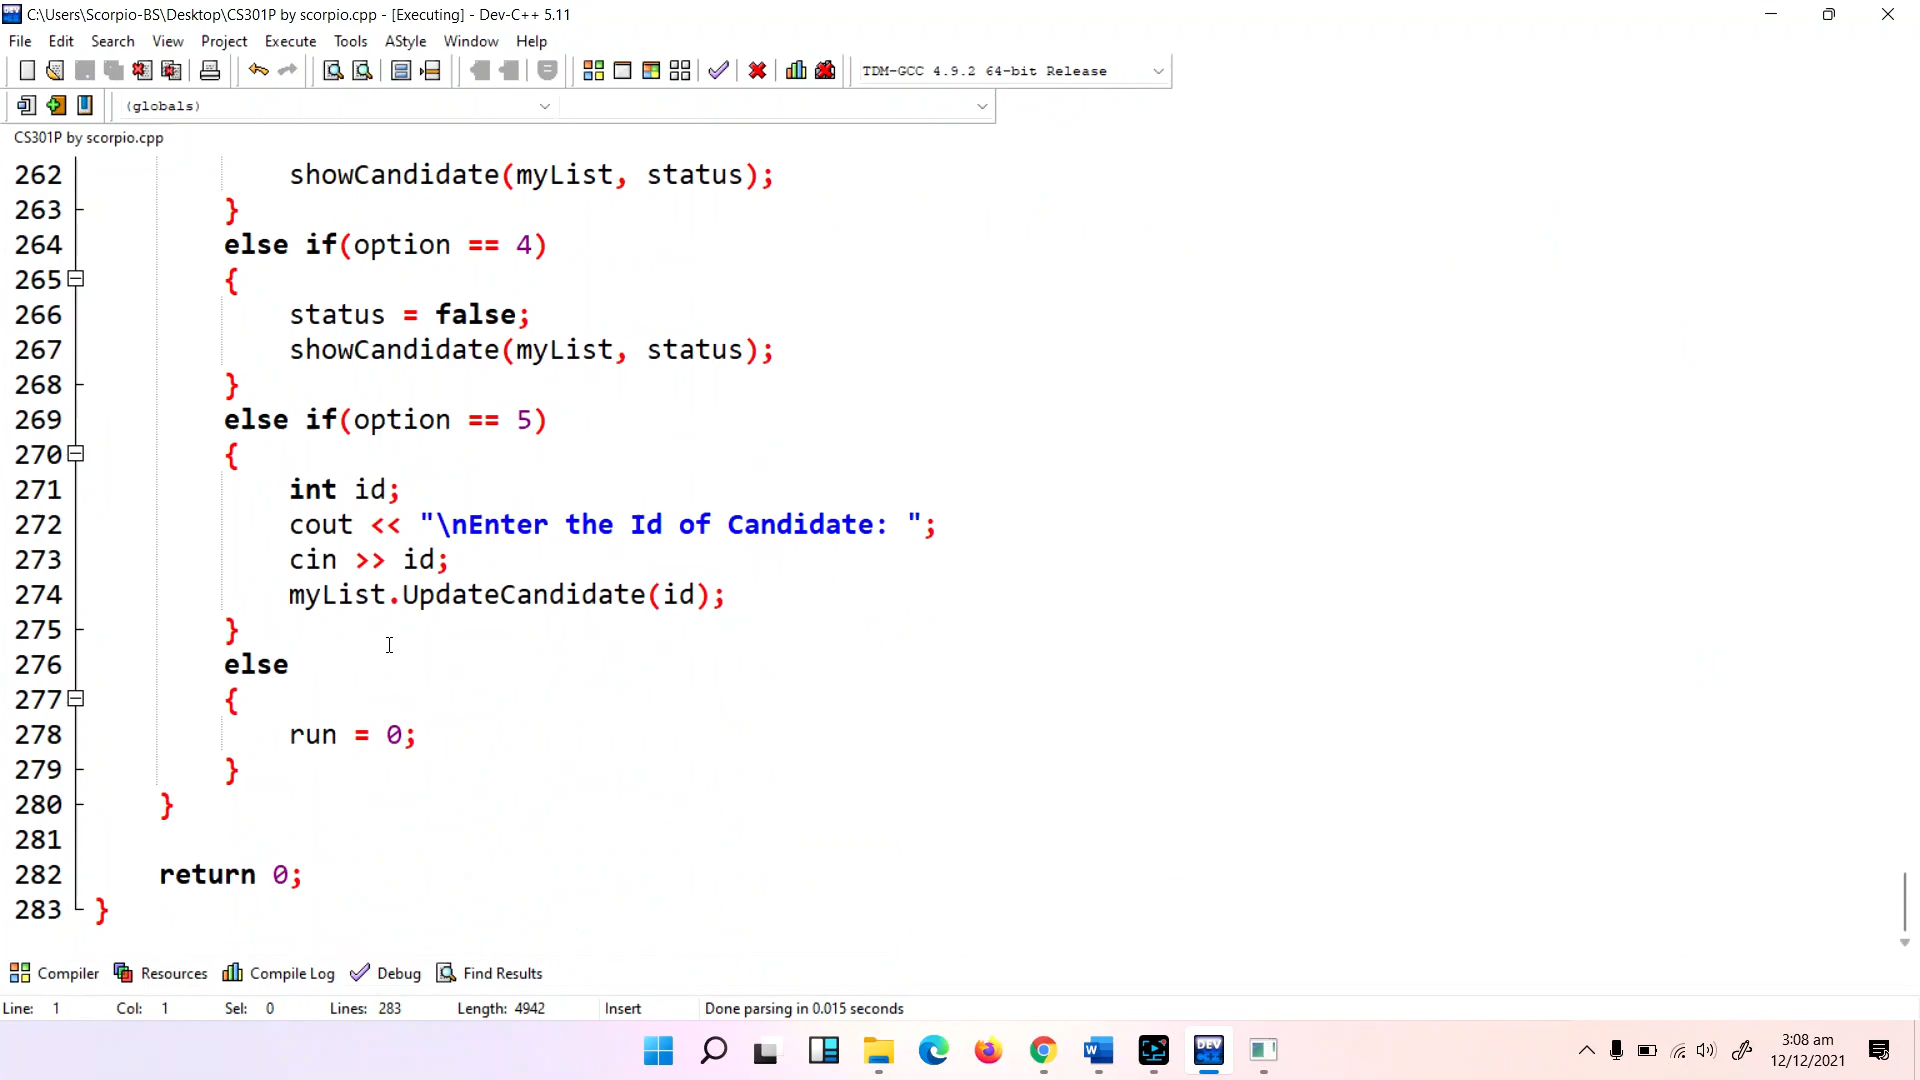 C:\Users\Scorpio-BS\Desktop\CS301P by scorpio.cpp - [Executing] - Dev-C++ 5.11
File Edit Search View Project Execute Tools AStyle Window Help
TDM-GCC 4.9.2 64-bit Release
(globals)
CS301P by scorpio.cpp
262 showCandidate(myList, status);
263 }
264 else if(option == 4)
265 {
266 status = false;
267 showCandidate(myList, status);
268 }
269 else if(option == 5)
270 {
271 int id;
272 cout << "\nEnter the Id of Candidate: ";
273 cin >> id;
274 myList.UpdateCandidate(id);
275 }
276 else
277 {
278 run = 0;
279 }
280 }
281
282 return 0;
283 }
Compiler Resources Compile Log Debug Find Results
Line: 1 Col: 1 Sel: 0 Lines: 283 Length: 4942 Insert Done parsing in 0.015 seconds
W DEV
3:08 am
12/12/2021